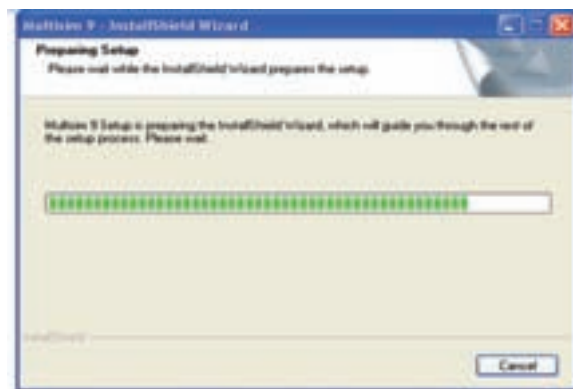 Multisim 9 - InstallShield Wizard
Preparing Setup
Please wait while the InstallShield Wizard prepares the setup.
Multisim 9 Setup is preparing the InstallShield Wizard, which will guide you through the rest of
the setup process. Please wait.
InstallShield
Cancel